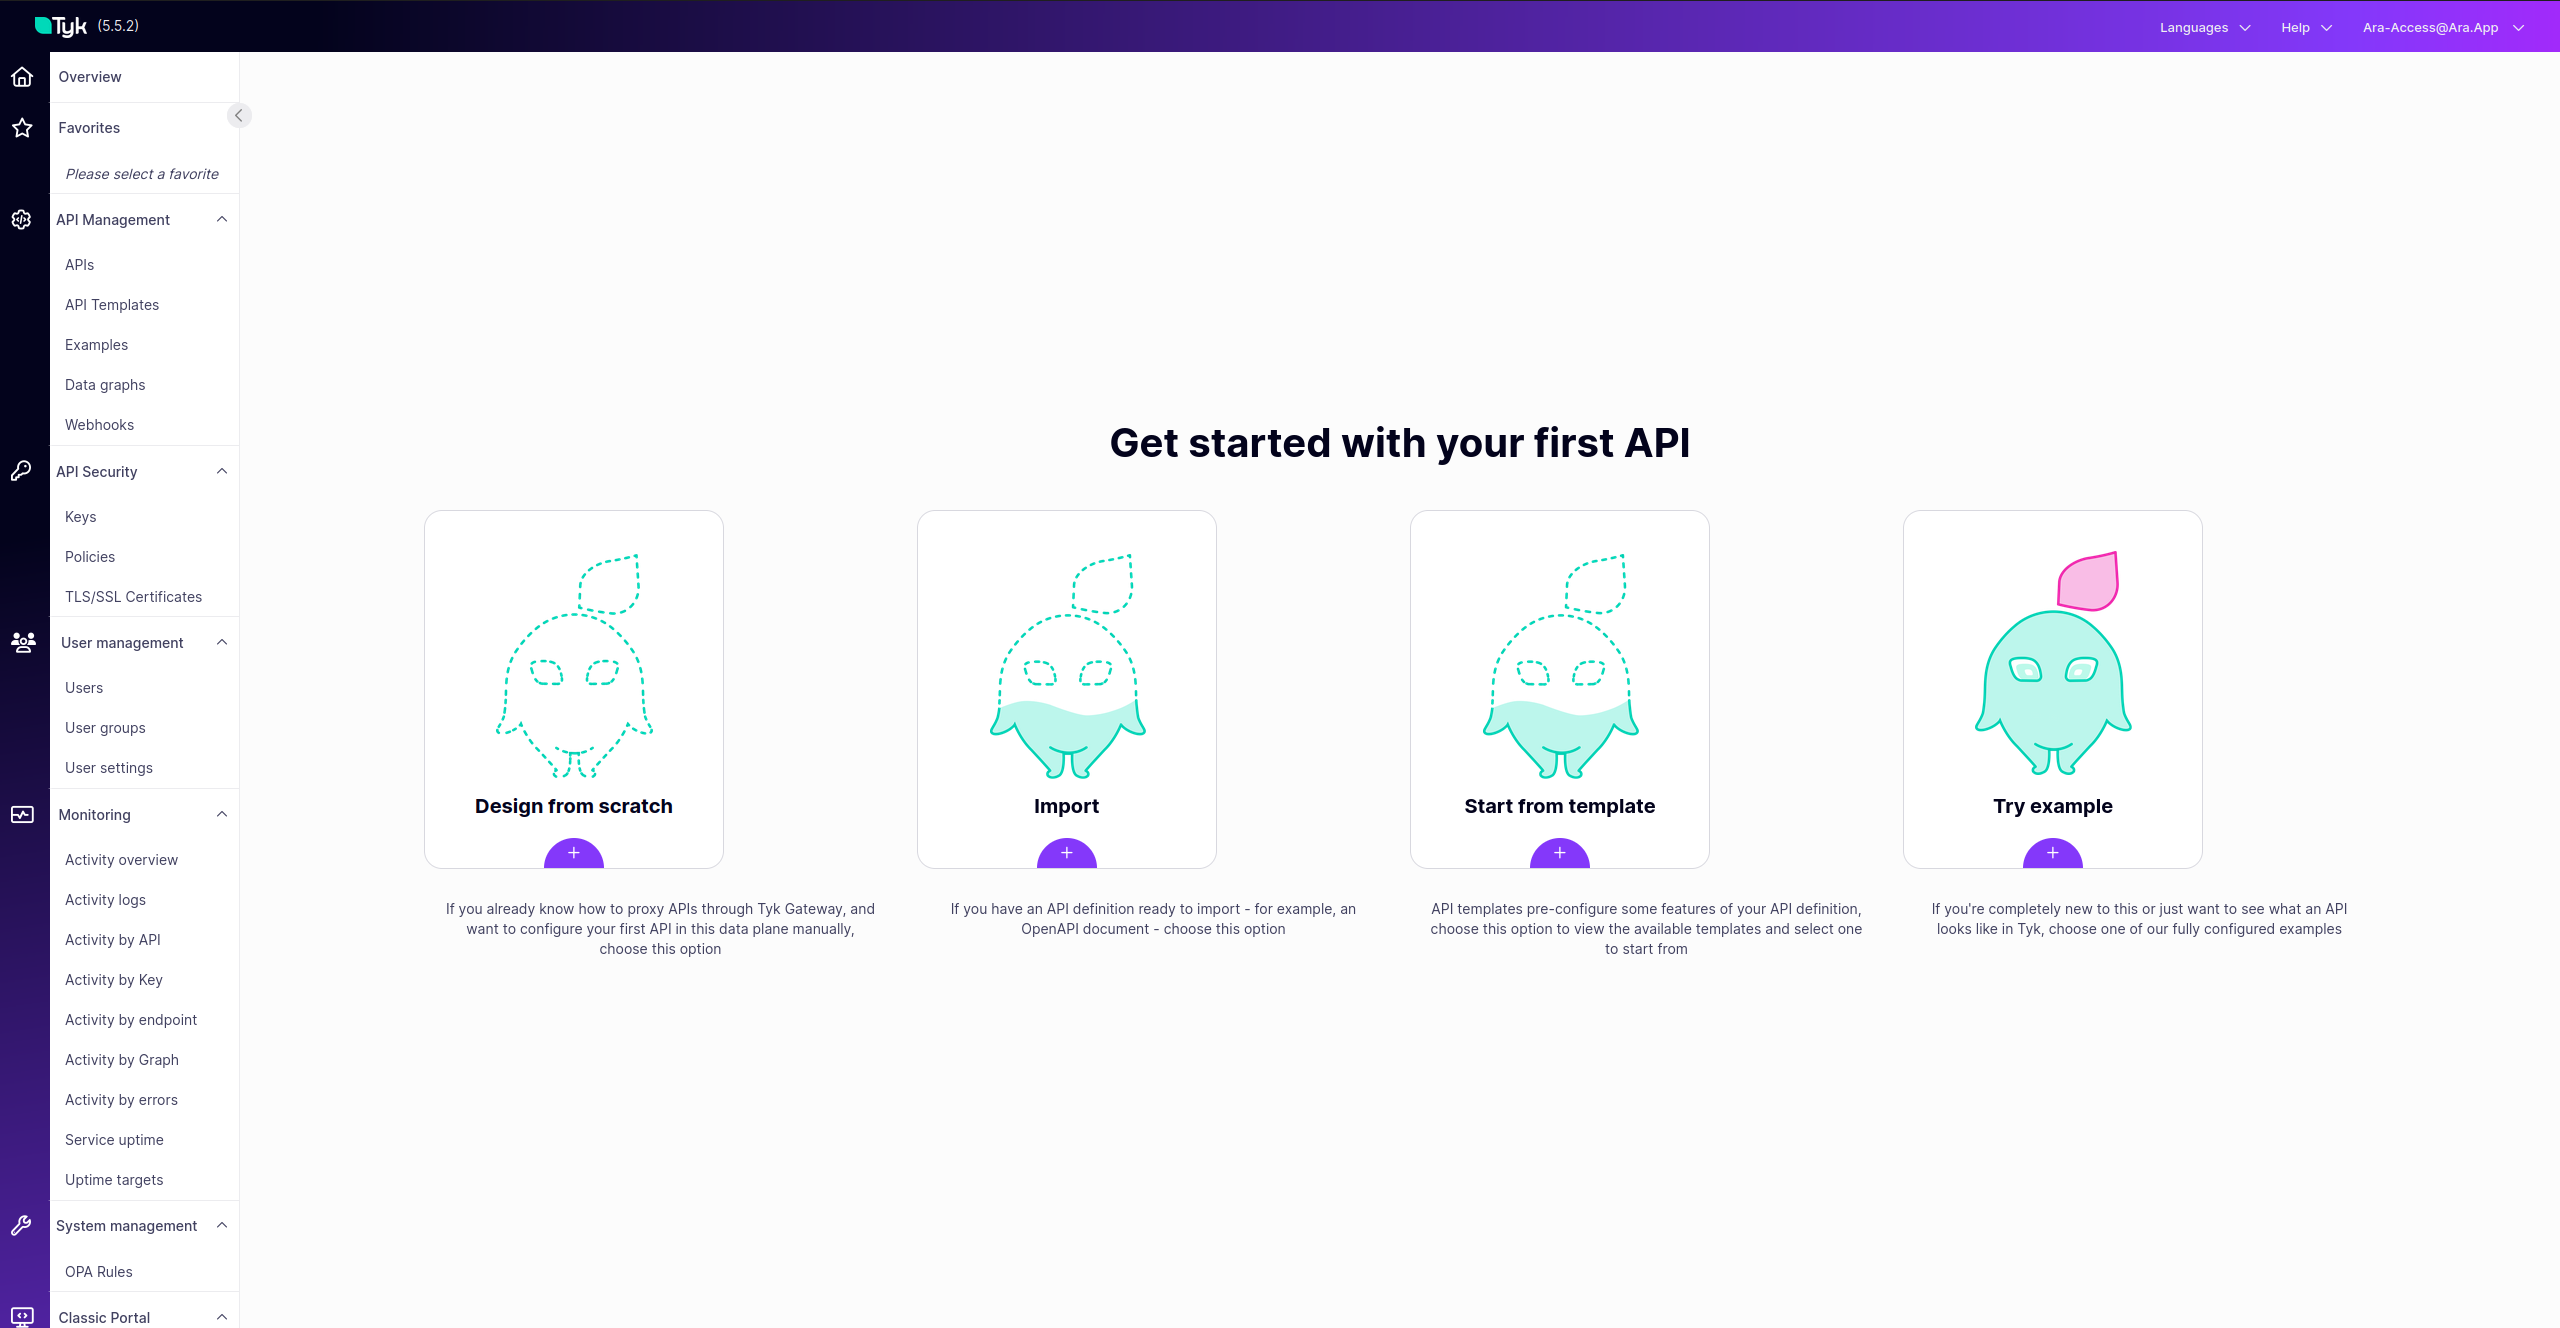 Tyk (5.5.2)
Languages
Help
Ara-Access@Ara.App
Overview
Favorites
Please select a favorite
API Management
APIs
API Templates
Examples
Data graphs
Webhooks
API Security
Keys
Policies
TLS/SSL Certificates
User management
Users
User groups
User settings
Monitoring
Activity overview
Activity logs
Activity by API
Activity by Key
Activity by endpoint
Activity by Graph
Activity by errors
Service uptime
Uptime targets
System management
OPA Rules
Classic Portal
Get started with your first API
Design from scratch
If you already know how to proxy APIs through Tyk Gateway, and
want to configure your first API in this data plane manually,
choose this option
Import
If you have an API definition ready to import - for example, an
OpenAPI document - choose this option
Start from template
API templates pre-configure some features of your API definition,
choose this option to view the available templates and select one
to start from
Try example
If you're completely new to this or just want to see what an API
looks like in Tyk, choose one of our fully configured examples